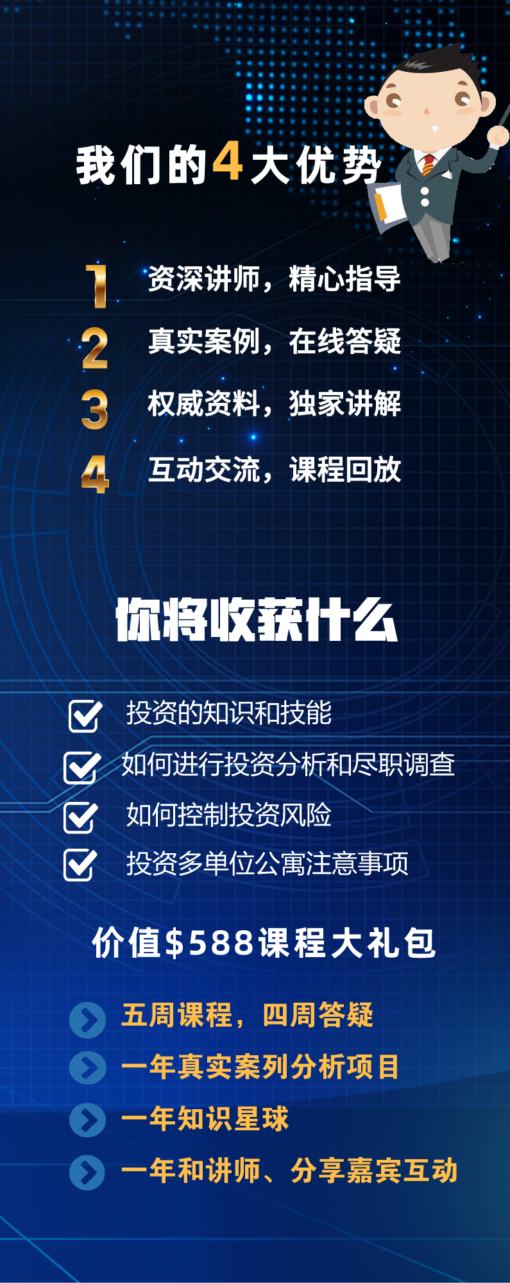 我们的4大优势
1 资深讲师，精心指导
2 真实案例，在线答疑
3 权威资料，独家讲解
4 互动交流，课程回放
你将收获什么
投资的知识和技能
如何进行投资分析和尽职调查
如何控制投资风险
投资多单位公寓注意事项
价值$588课程大礼包
五周课程，四周答疑
一年真实案列分析项目
一年知识星球
一年和讲师、分享嘉宾互动